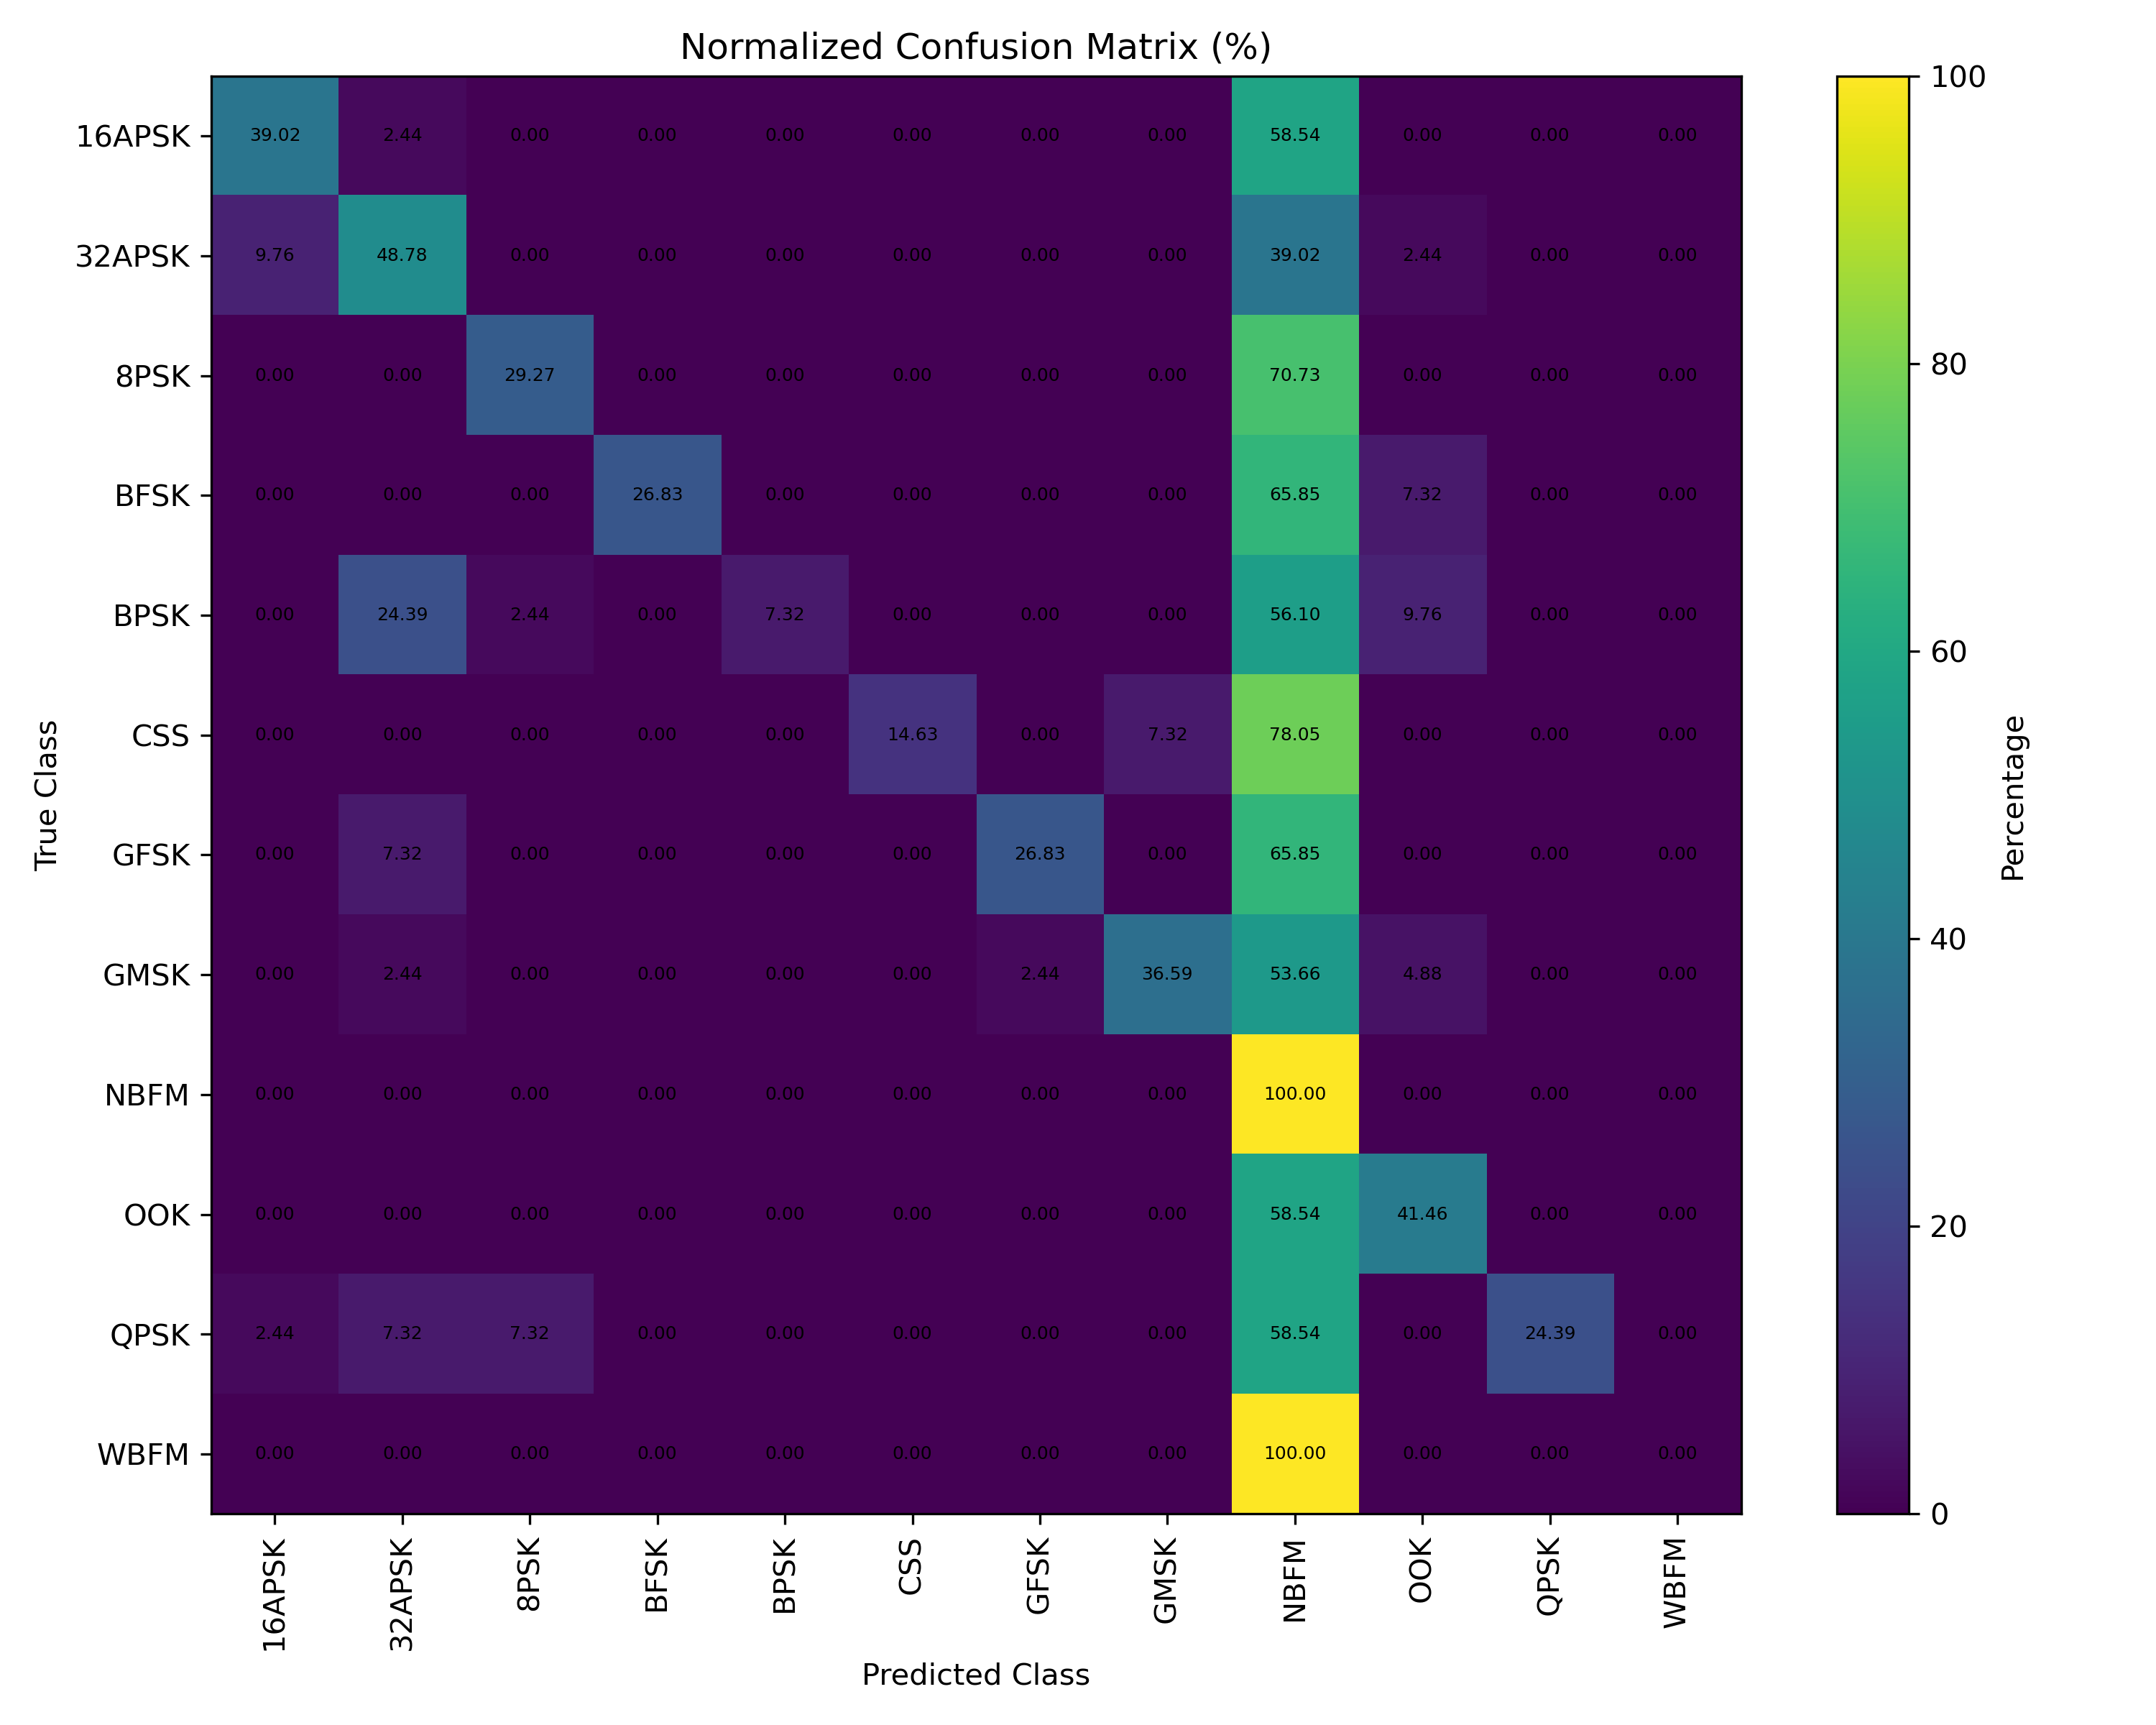 Normalized Confusion Matrix (%)
16APSK 39.02 2.44 0.00 0.00 0.00 0.00 0.00 0.00 58.54 0.00 0.00 0.00
32APSK 9.76 48.78 0.00 0.00 0.00 0.00 0.00 0.00 39.02 2.44 0.00 0.00
8PSK 0.00 0.00 29.27 0.00 0.00 0.00 0.00 0.00 70.73 0.00 0.00 0.00
BFSK 0.00 0.00 0.00 26.83 0.00 0.00 0.00 0.00 65.85 7.32 0.00 0.00
BPSK 0.00 24.39 2.44 0.00 7.32 0.00 0.00 0.00 56.10 9.76 0.00 0.00
CSS 0.00 0.00 0.00 0.00 0.00 14.63 0.00 7.32 78.05 0.00 0.00 0.00
GFSK 0.00 7.32 0.00 0.00 0.00 0.00 26.83 0.00 65.85 0.00 0.00 0.00
GMSK 0.00 2.44 0.00 0.00 0.00 0.00 2.44 36.59 53.66 4.88 0.00 0.00
NBFM 0.00 0.00 0.00 0.00 0.00 0.00 0.00 0.00 100.00 0.00 0.00 0.00
OOK 0.00 0.00 0.00 0.00 0.00 0.00 0.00 0.00 58.54 41.46 0.00 0.00
QPSK 2.44 7.32 7.32 0.00 0.00 0.00 0.00 0.00 58.54 0.00 24.39 0.00
WBFM 0.00 0.00 0.00 0.00 0.00 0.00 0.00 0.00 100.00 0.00 0.00 0.00
16APSK 32APSK 8PSK BFSK BPSK CSS GFSK GMSK NBFM OOK QPSK WBFM
Predicted Class
True Class
100
80
60
40
20
0
Percentage